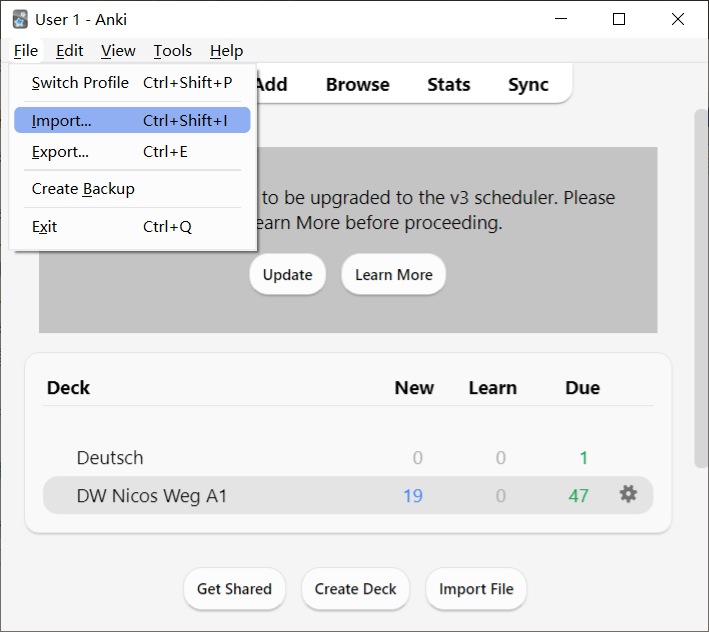 User 1 - Anki
File Edit View Tools Help
Switch Profile Ctrl+Shift+P
Import... Ctrl+Shift+I
Export... Ctrl+E
Create Backup
Exit Ctrl+Q
Add Browse Stats Sync
to be upgraded to the v3 scheduler. Please
earn More before proceeding.
Update Learn More
Deck New Learn Due
Deutsch 0 0 1
DW Nicos Weg A1 19 0 47
Get Shared Create Deck Import File